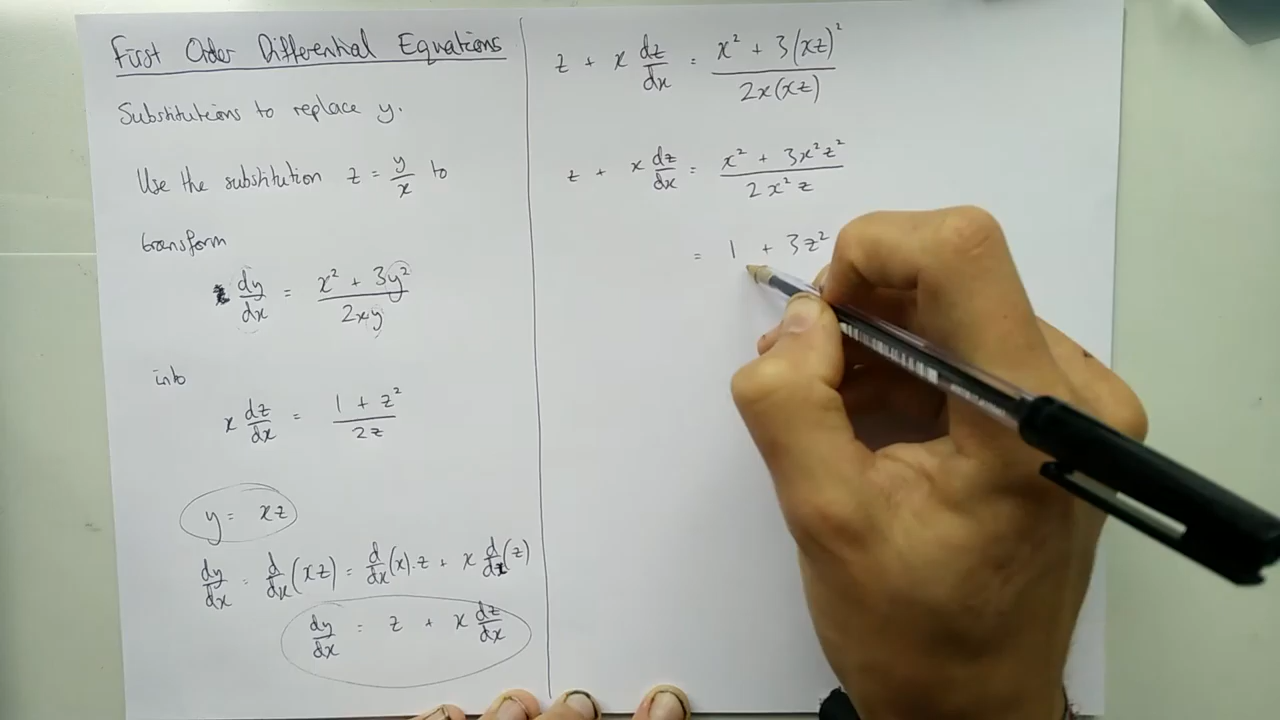 First Order Differential Equations
Substitutions to replace y.
Use the substitution z = y/x to
transform
dy/dx = (x² + 3y²)/(2xy)
into
x dz/dx = (1 + z²)/(2z)
y = xz
dy/dx = d/dx (xz) = d/dx (x).z + x d/dx (z)
dy/dx = z + x dz/dx
z + x dz/dx = (x² + 3(xz)²)/(2x(xz))
z + x dz/dx = (x² + 3x²z²)/(2x²z)
= 1 + 3z²